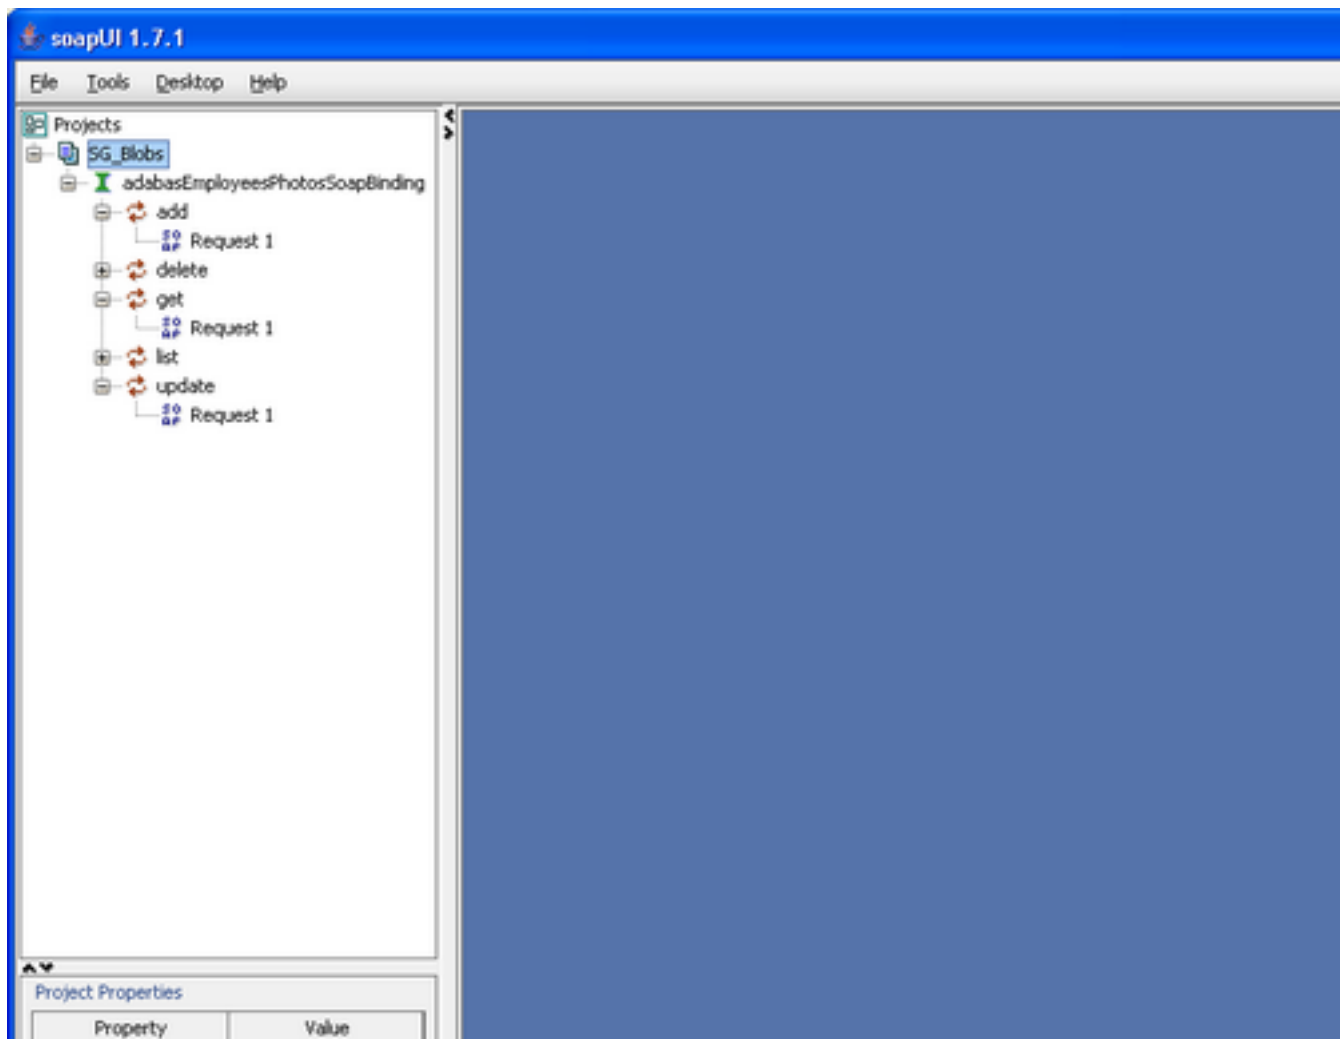 soapUI 1.7.1
File Tools Desktop Help
Projects
SG_Blobs
adabasEmployeesPhotosSoapBinding
add
Request 1
delete
get
Request 1
list
update
Request 1
Project Properties
Property Value